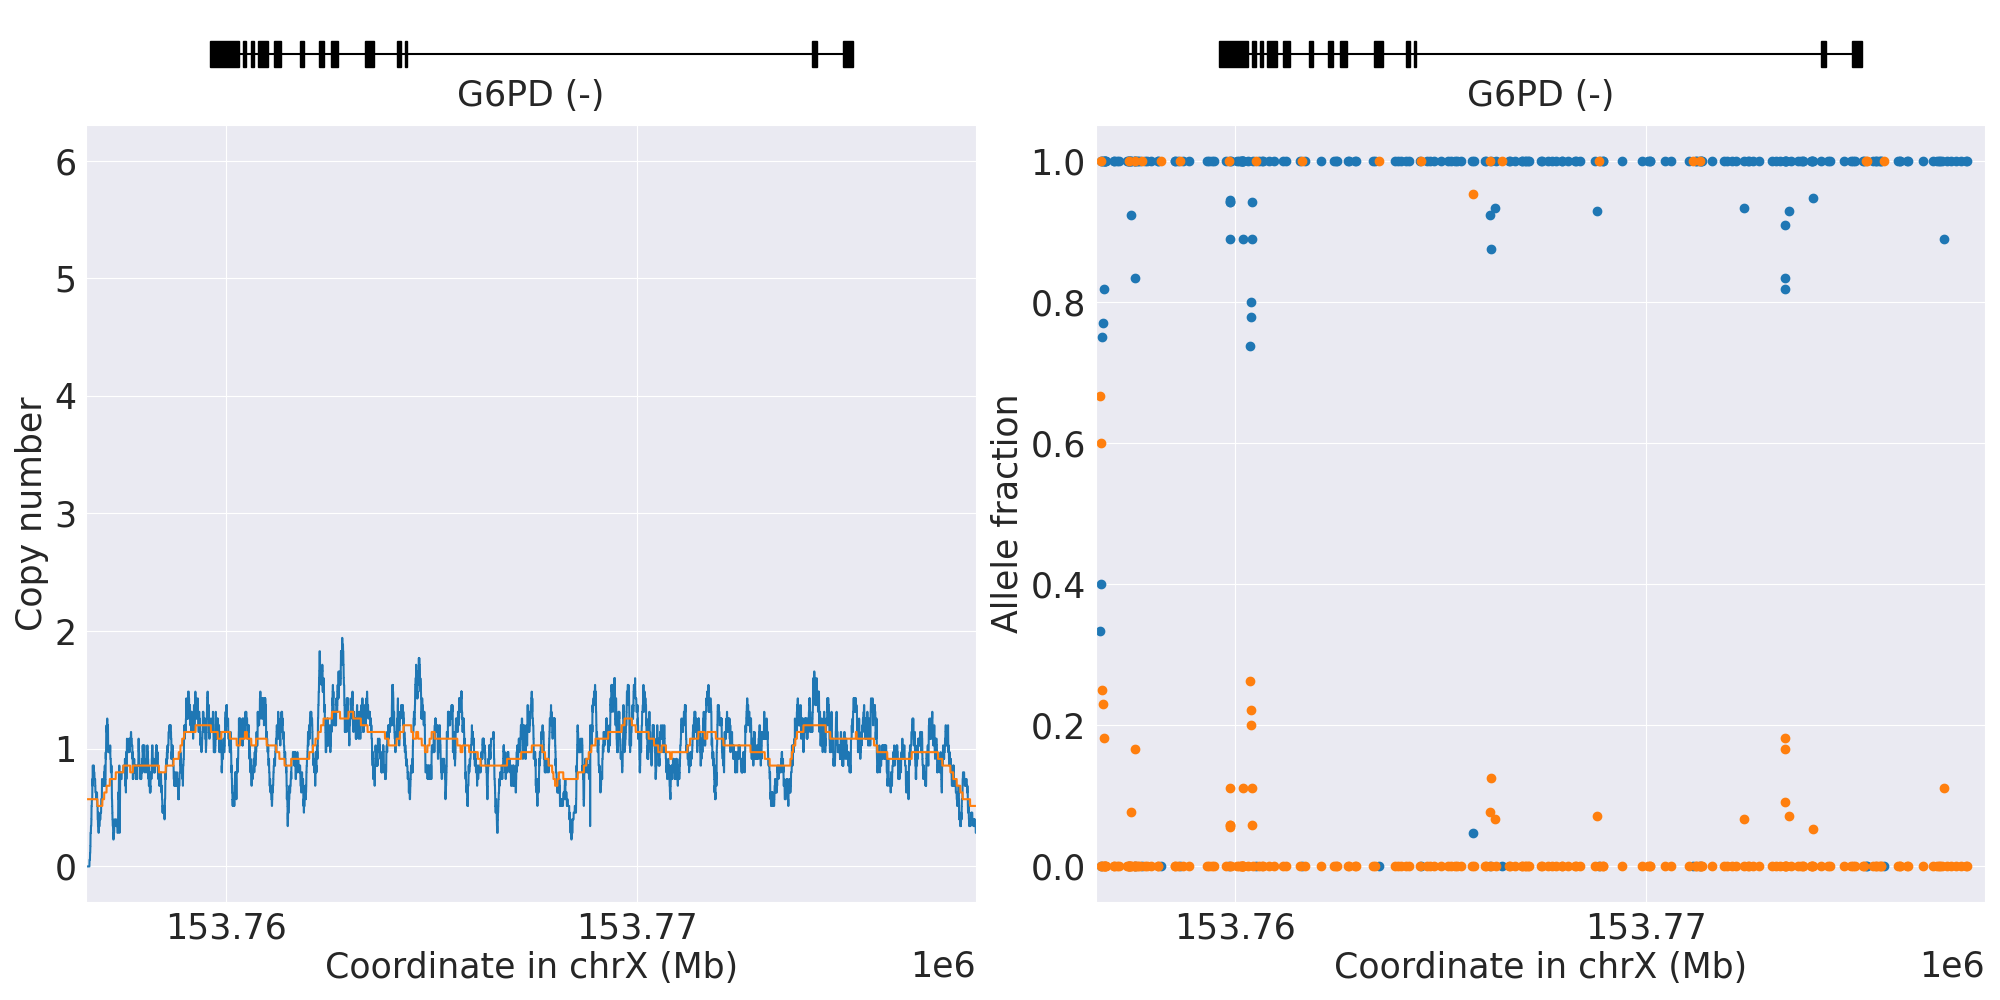 G6PD (-)
6
5
4
3
2
1
0
Copy number
153.76
153.77
Coordinate in chrX (Mb)
1e6
G6PD (-)
1.0
0.8
0.6
0.4
0.2
0.0
Allele fraction
153.76
153.77
Coordinate in chrX (Mb)
1e6